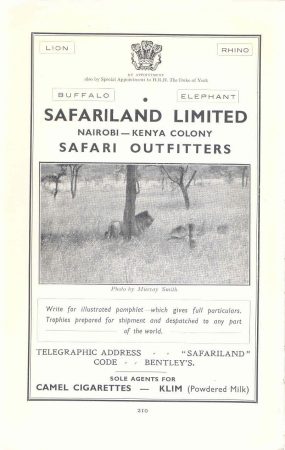 LION
RHINO
BY APPOINTMENT
also by Special Appointment to H.R.H. The Duke of York
BUFFALO
ELEPHANT
SAFARILAND LIMITED
NAIROBI — KENYA COLONY
SAFARI OUTFITTERS
Photo by Murray Smith
Write for illustrated pamphlet — which gives full particulars.
Trophies prepared for shipment and despatched to any part
of the world.
TELEGRAPHIC ADDRESS - - "SAFARILAND"
CODE - - BENTLEY'S.
SOLE AGENTS FOR
CAMEL CIGARETTES — KLIM (Powdered Milk)
210